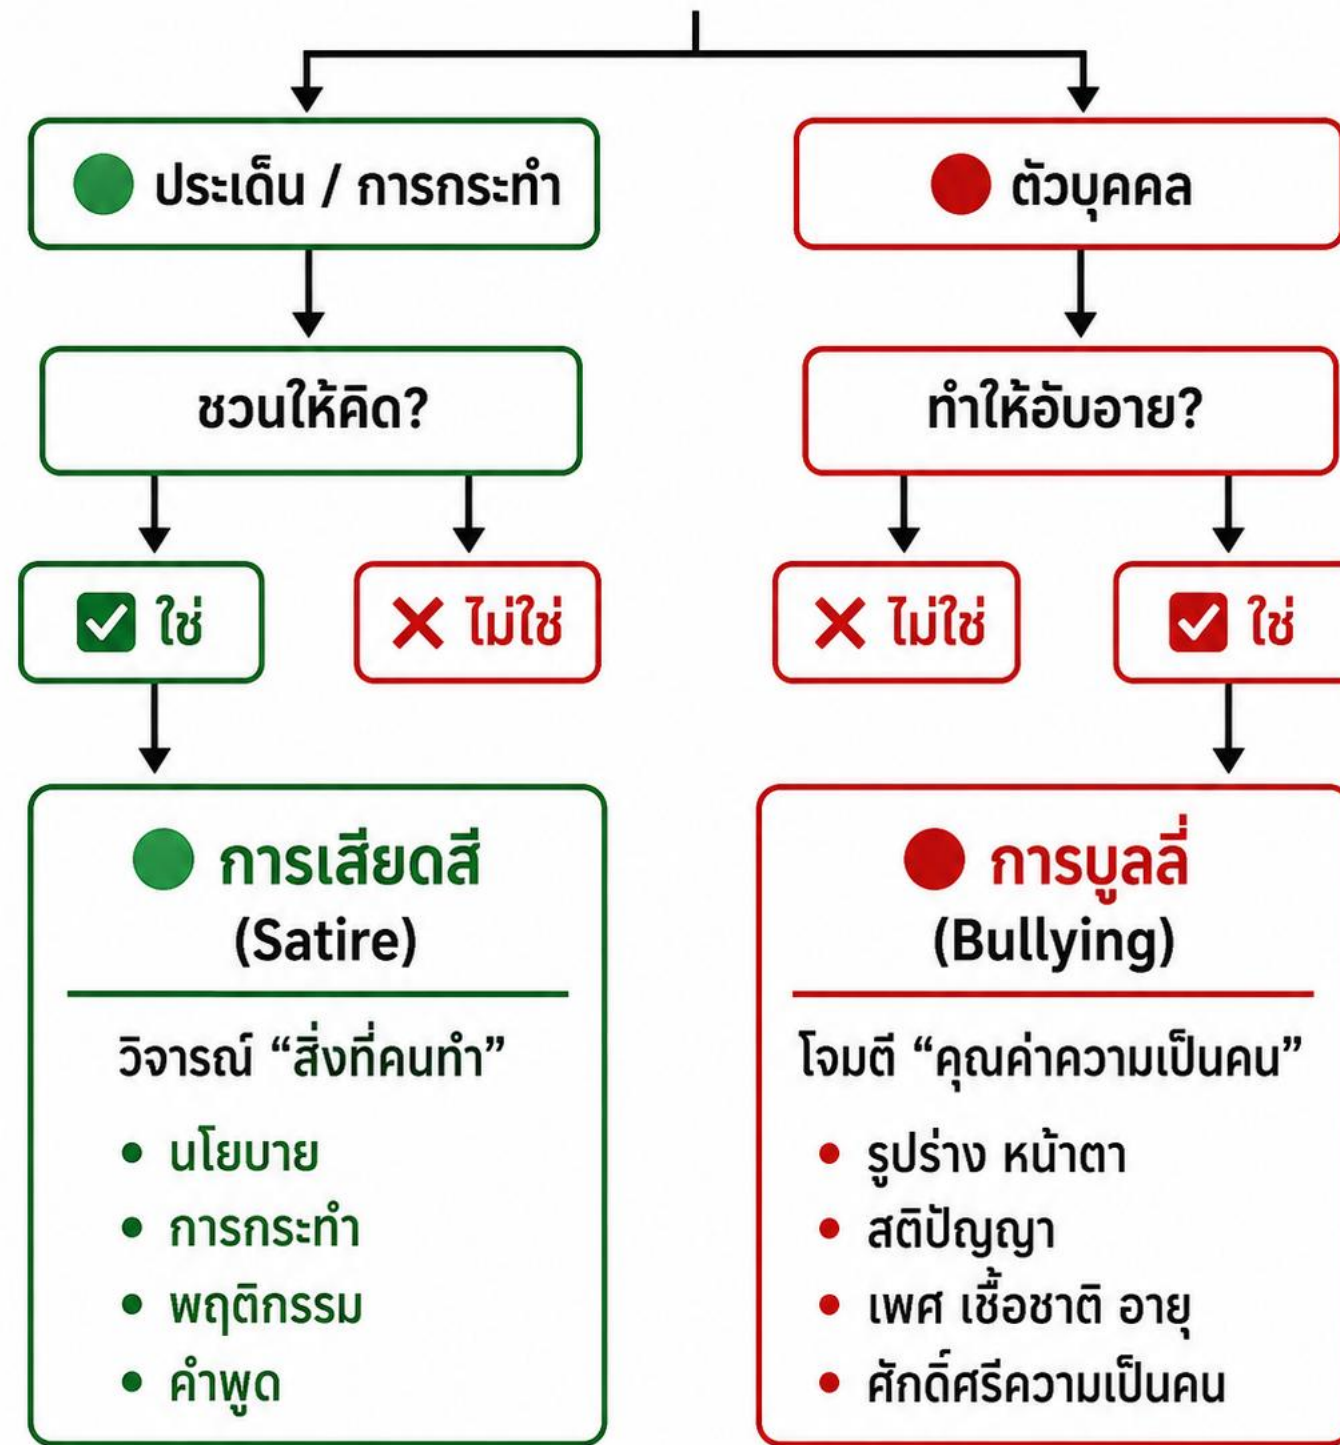 ประเด็น / การกระทำ
ตัวบุคคล
ชวนให้คิด?
ทำให้อับอาย?
ใช่
ไม่ใช่
ไม่ใช่
ใช่
การเสียดสี
(Satire)
วิจารณ์ “สิ่งที่คนทำ”
• นโยบาย
• การกระทำ
• พฤติกรรม
• คำพูด
การบูลลี่
(Bullying)
โจมตี “คุณค่าความเป็นคน”
• รูปร่าง หน้าตา
• สติปัญญา
• เพศ เชื้อชาติ อายุ
• ศักดิ์ศรีความเป็นคน